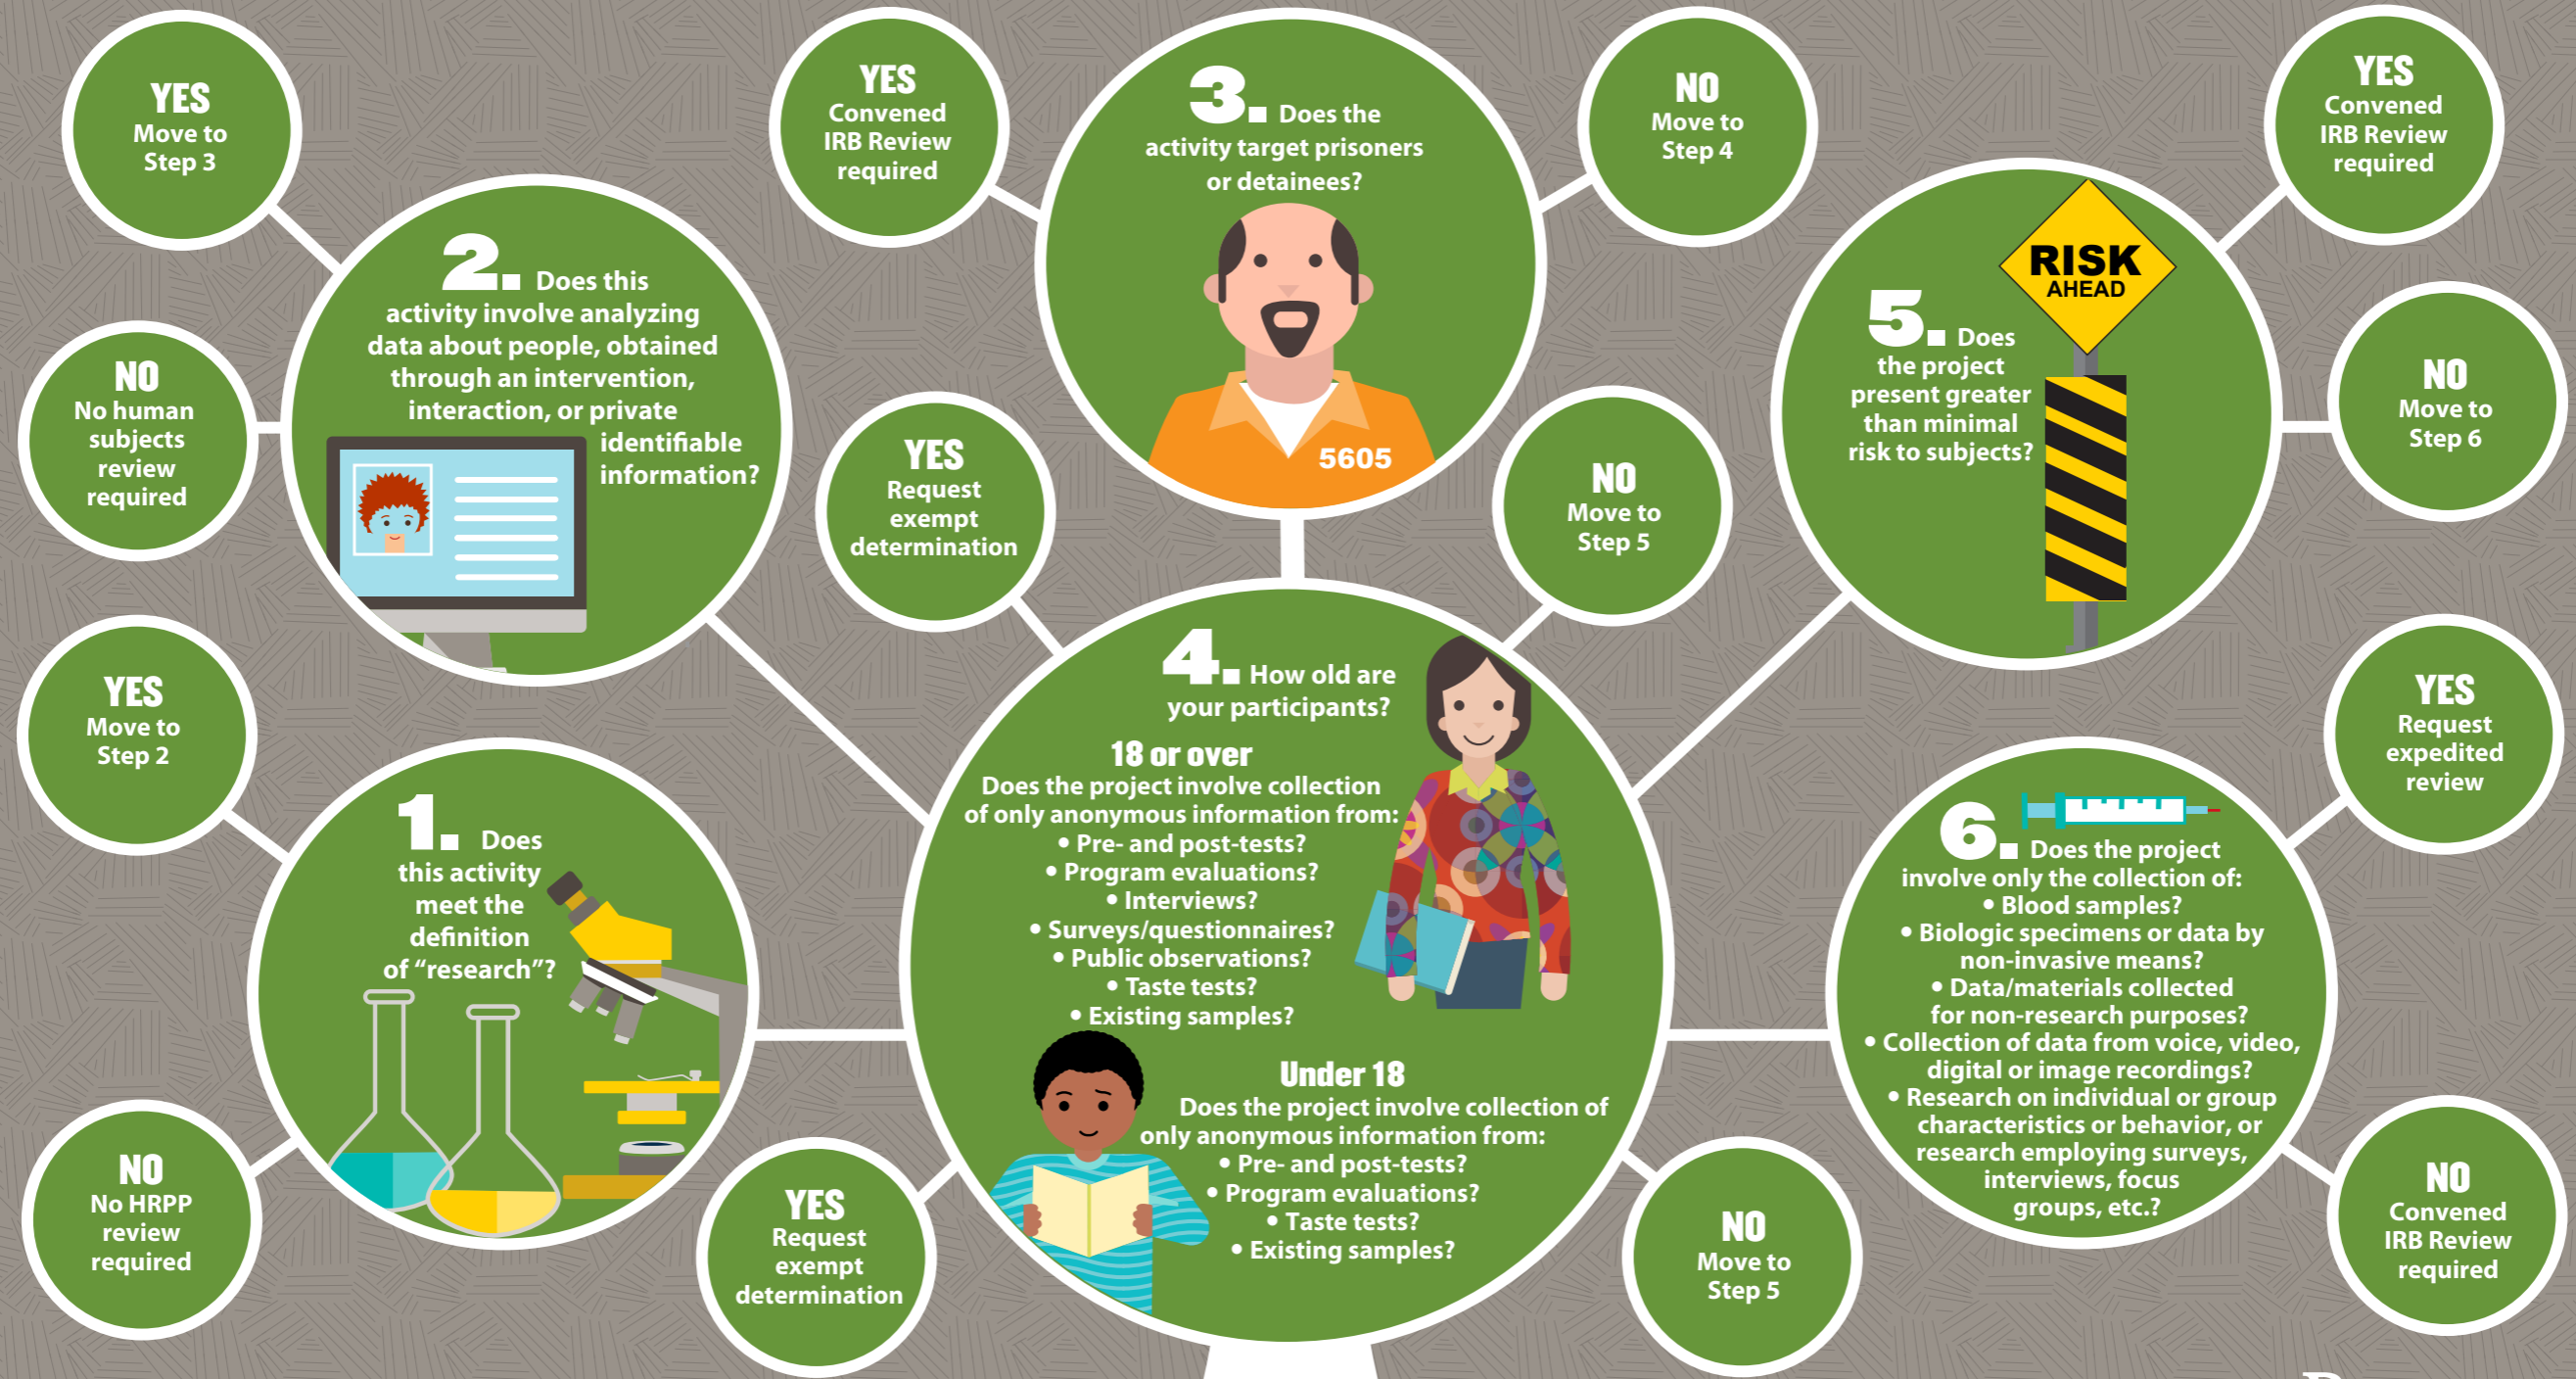 1. Does
this activity
meet the
definition
of “research”?
YES
Move to
Step 2
NO
No HRPP
review
required
2. Does this
activity involve analyzing
data about people, obtained
through an intervention,
interaction, or private
identifiable
information?
YES
Move to
Step 3
NO
No human
subjects
review
required
3. Does the
activity target prisoners
or detainees?
5605
YES
Convened
IRB Review
required
NO
Move to
Step 4
4. How old are
your participants?
18 or over
Does the project involve collection
of only anonymous information from:
• Pre- and post-tests?
• Program evaluations?
• Interviews?
• Surveys/questionnaires?
• Public observations?
• Taste tests?
• Existing samples?
YES
Request
exempt
determination
NO
Move to
Step 5
Under 18
Does the project involve collection of
only anonymous information from:
• Pre- and post-tests?
• Program evaluations?
• Taste tests?
• Existing samples?
YES
Request
exempt
determination
NO
Move to
Step 5
5. Does
the project
present greater
than minimal
risk to subjects?
RISK
AHEAD
YES
Convened
IRB Review
required
NO
Move to
Step 6
6. Does the project
involve only the collection of:
• Blood samples?
• Biologic specimens or data by
non-invasive means?
• Data/materials collected
for non-research purposes?
• Collection of data from voice, video,
digital or image recordings?
• Research on individual or group
characteristics or behavior, or
research employing surveys,
interviews, focus
groups, etc.?
YES
Request
expedited
review
NO
Convened
IRB Review
required